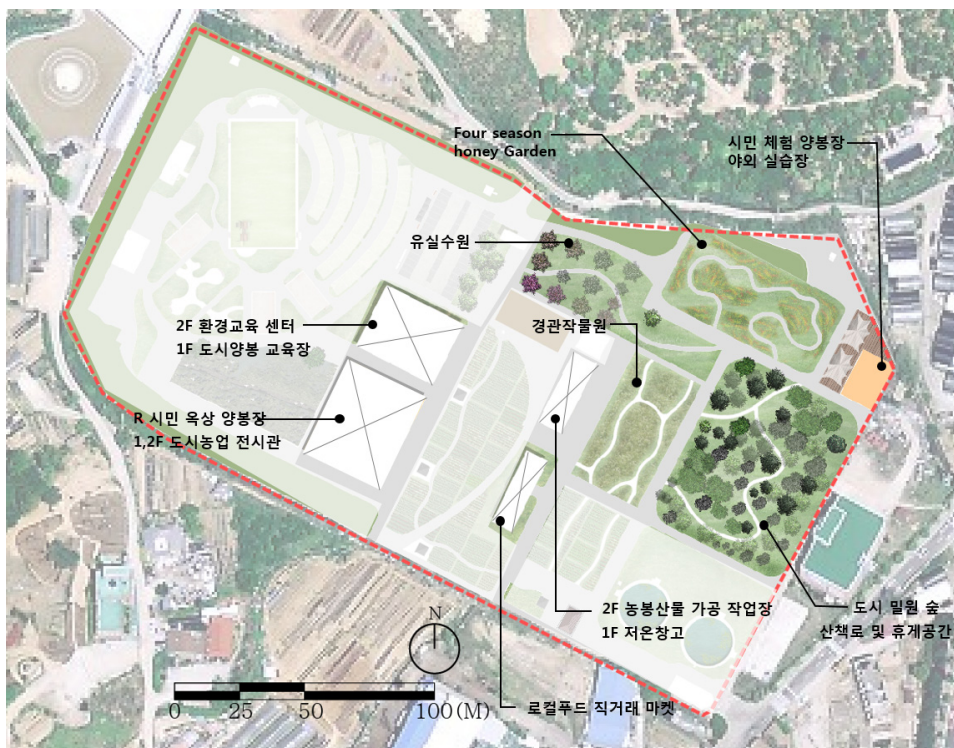 Four season
honey Garden
시민 체험 양봉장
야외 실습장
유실수원
2F 환경교육 센터
1F 도시양봉 교육장
경관작물원
R 시민 옥상 양봉장
1,2F 도시농업 전시관
2F 농봉산물 가공 작업장
1F 저온창고
도시 밀원 숲
산책로 및 휴게공간
N
0 25 50 100(M)
로컬푸드 직거래 마켓